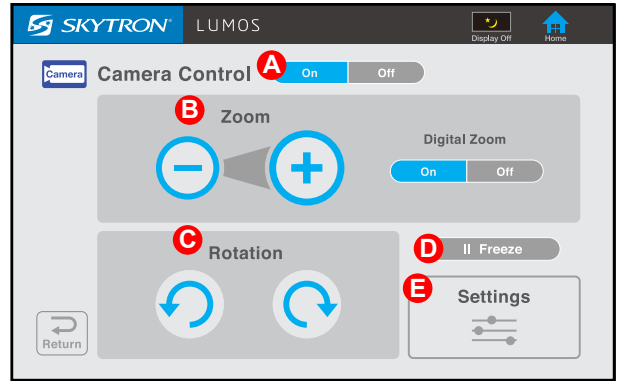 SKYTRON® LUMOS
Display Off
Home
Camera
Camera Control
A
On
Off
B
Zoom
Digital Zoom
On
Off
C
Rotation
D
II Freeze
E
Settings
Return